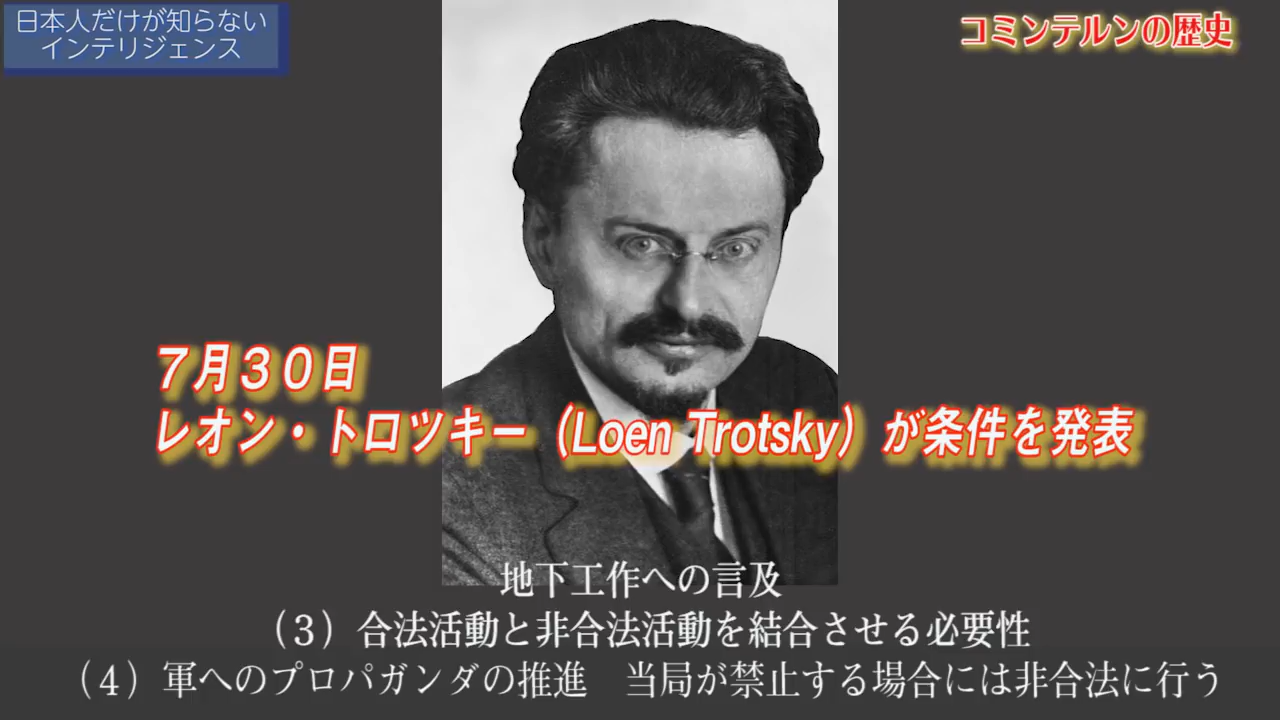 日本人だけが知らない
インテリジェンス
コミンテルンの歴史
７月３０日
レオン・トロツキー（Loen Trotsky）が条件を発表
地下工作への言及
（３）合法活動と非合法活動を結合させる必要性
（４）軍へのプロパガンダの推進　当局が禁止する場合には非合法に行う